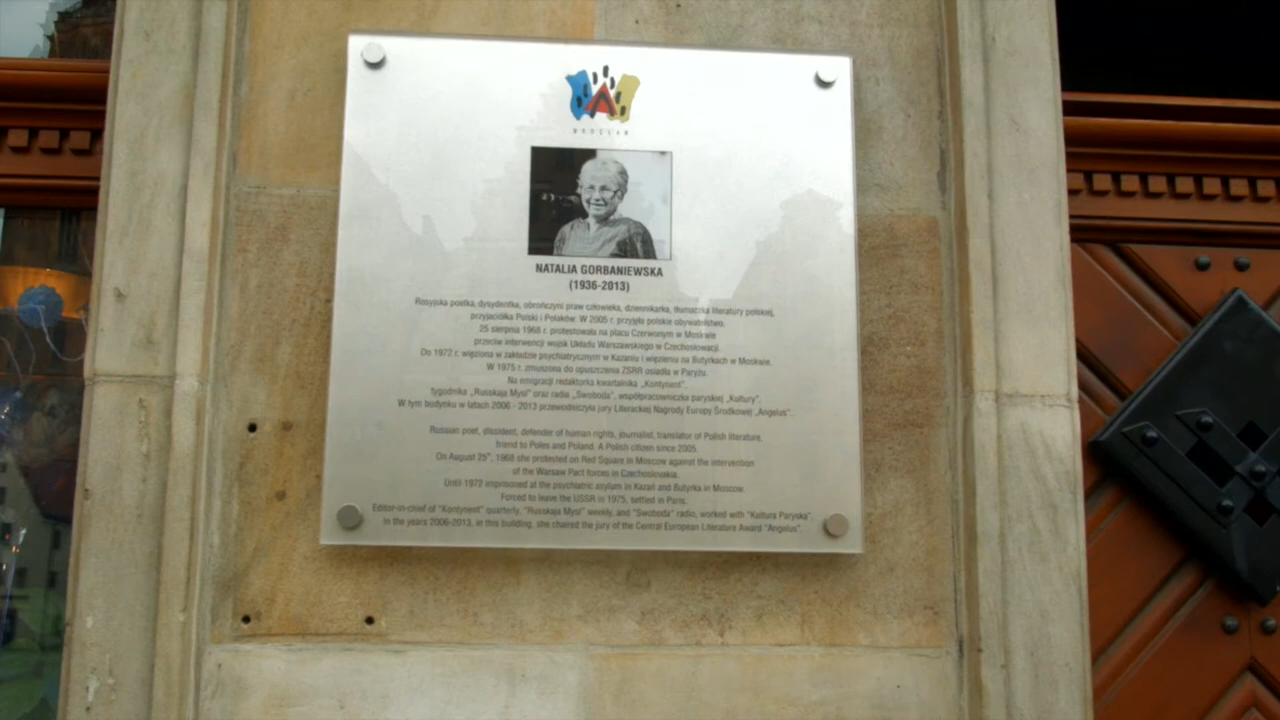 WROCŁAW
NATALIA GORBANIEWSKA
(1936-2013)
Rosyjska poetka, dysydentka, obrończyni praw człowieka, dziennikarka, tłumaczka literatury polskiej,
przyjaciółka Polski i Polaków. W 2005 r. przyjęła polskie obywatelstwo.
25 sierpnia 1968 r. protestowała na placu Czerwonym w Moskwie
przeciw interwencji wojsk Układu Warszawskiego w Czechosłowacji.
Do 1972 r. więziona w zakładzie psychiatrycznym w Kazaniu i więzieniu na Butyrkach w Moskwie.
W 1975 r. zmuszona do opuszczenia ZSRR osiadła w Paryżu.
Na emigracji redaktorka kwartalnika „Kontynent”,
tygodnika „Russkaja Mysl” oraz radia „Swoboda”, współpracowniczka paryskiej „Kultury”.
W tym budynku w latach 2006 - 2013 przewodniczyła jury Literackiej Nagrody Europy Środkowej „Angelus”.
Russian poet, dissident, defender of human rights, journalist, translator of Polish literature,
friend to Poles and Poland. A Polish citizen since 2005.
On August 25th, 1968 she protested on Red Square in Moscow against the intervention
of the Warsaw Pact forces in Czechoslovakia.
Until 1972 imprisoned at the psychiatric asylum in Kazań and Butyrka in Moscow.
Forced to leave the USSR in 1975, settled in Paris.
Editor-in-chief of "Kontynent" quarterly, "Russkaja Mysl" weekly, and "Swoboda" radio, worked with "Kultura Paryska".
In the years 2006-2013, in this building, she chaired the jury of the Central European Literature Award "Angelus".